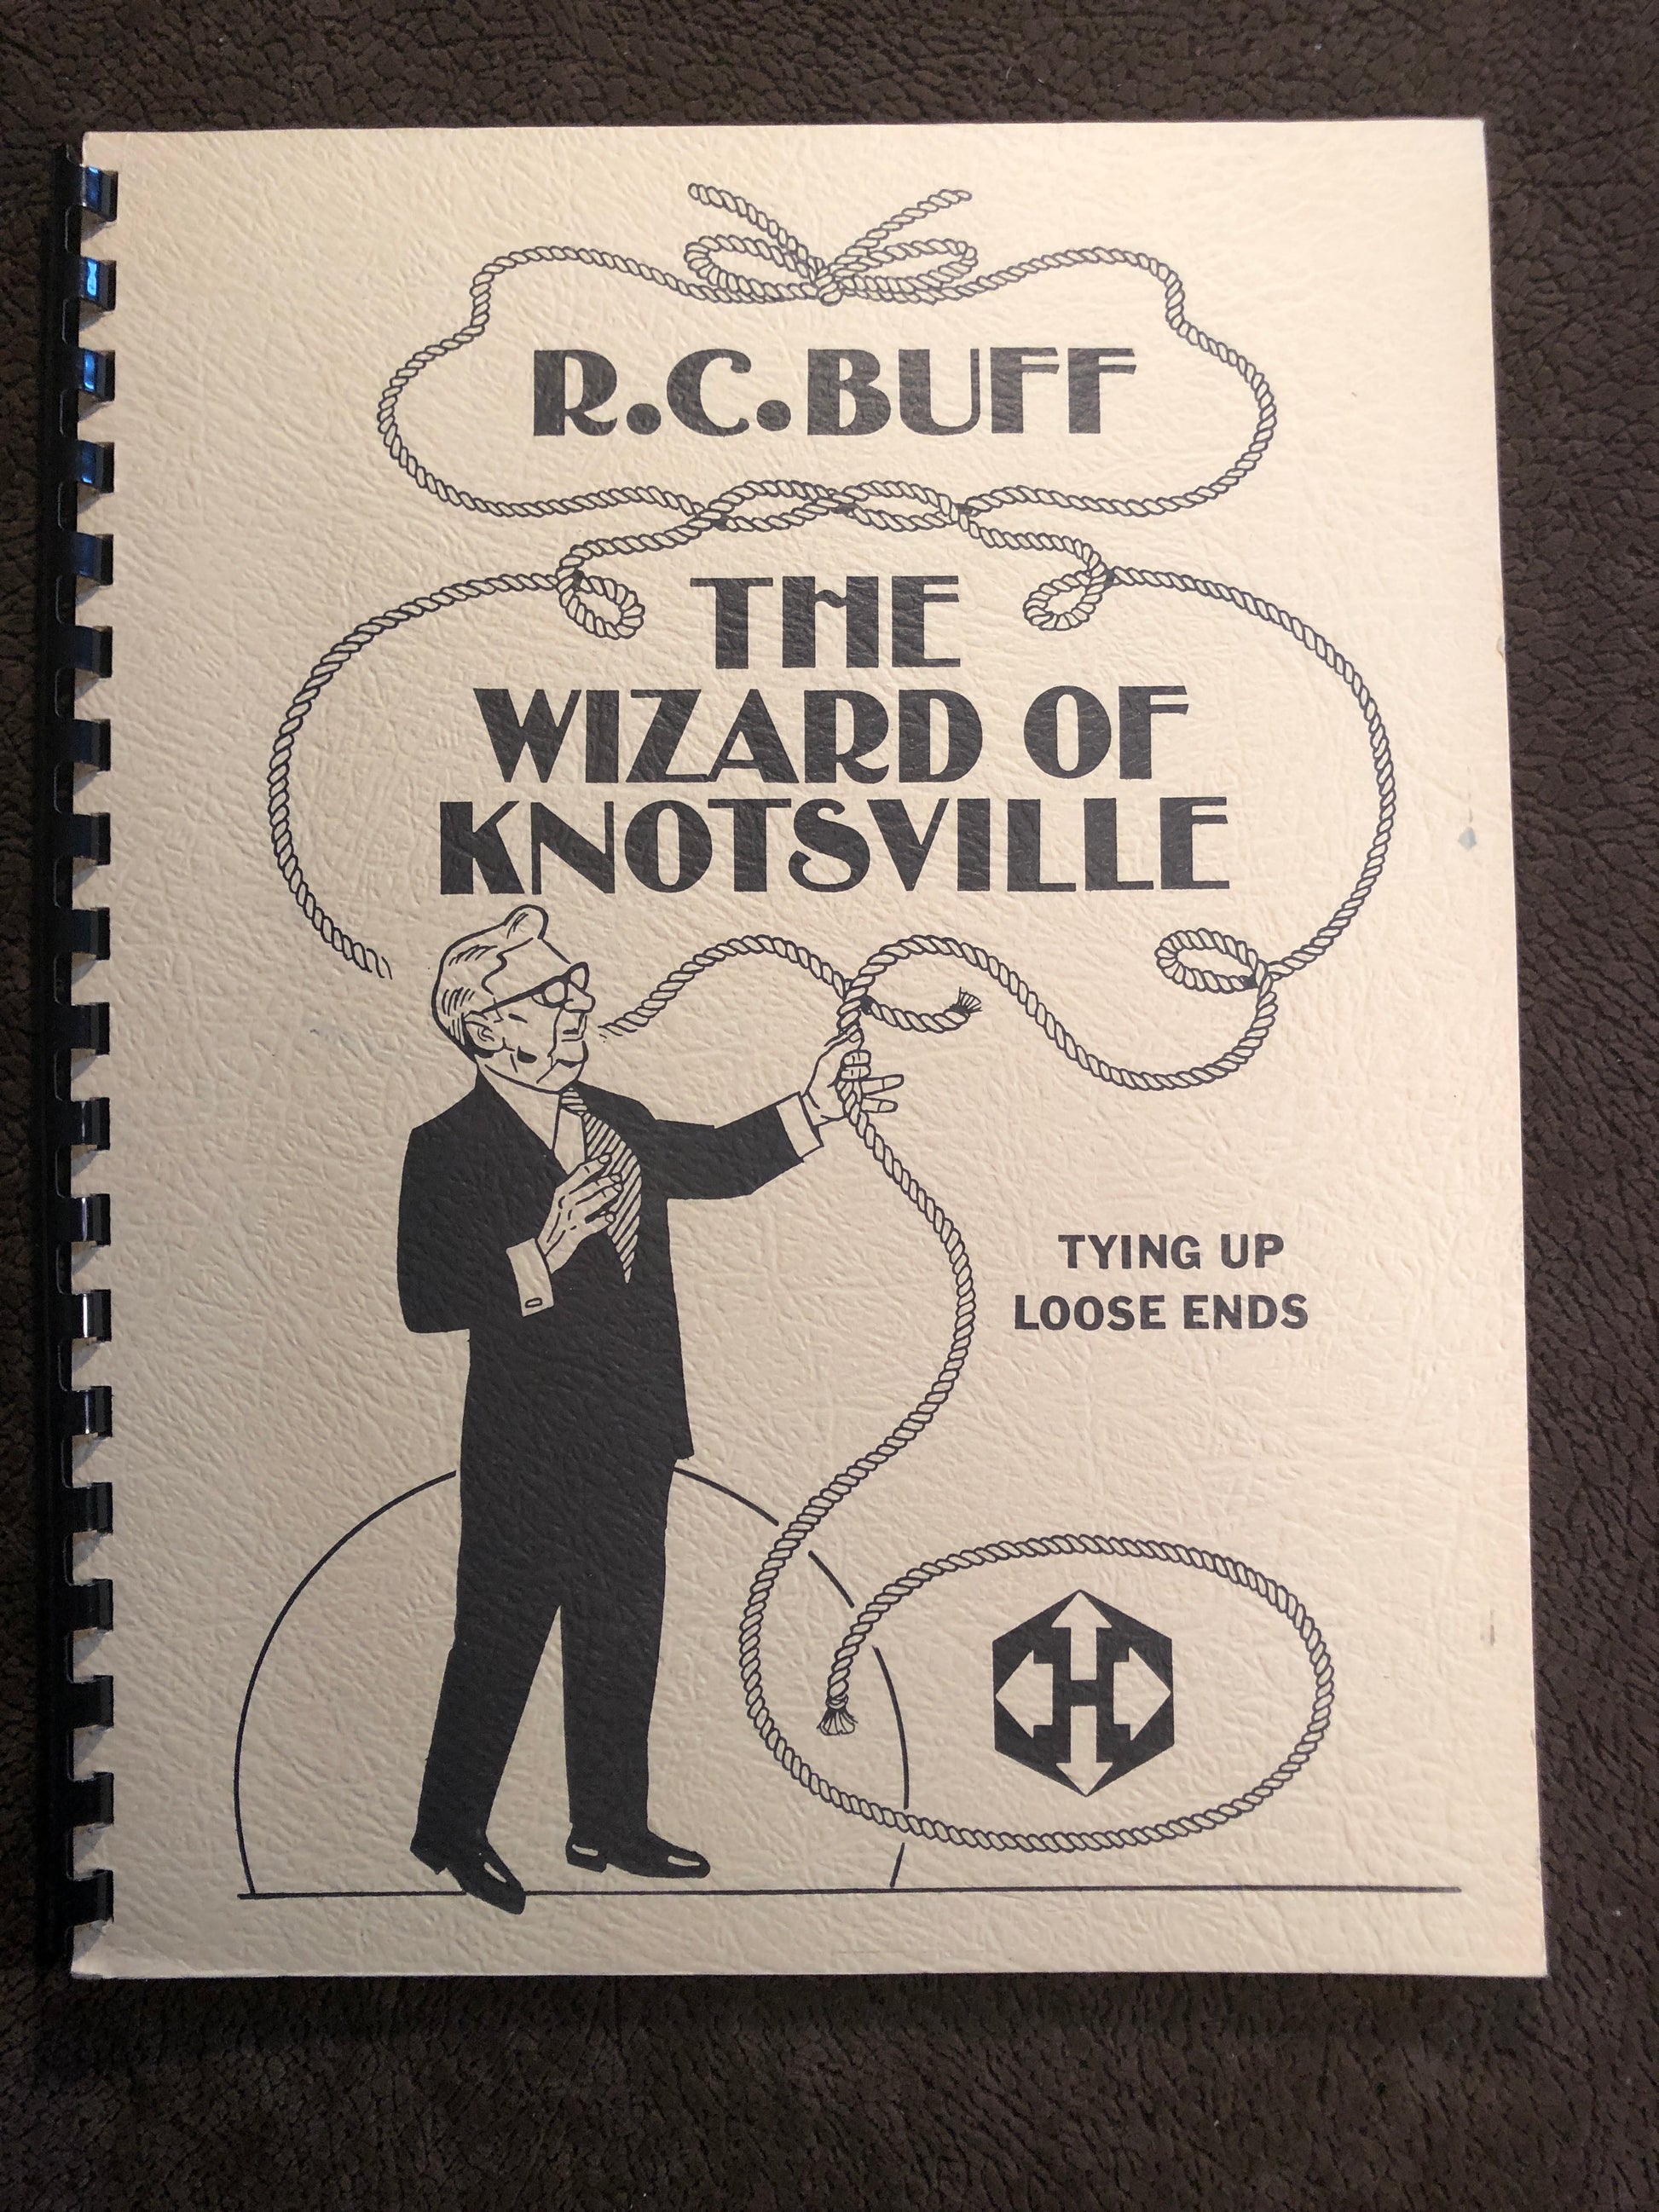 R.C.BUFF
THE
WIZARD OF
KNOTSVILLE
TYING UP
LOOSE ENDS
H